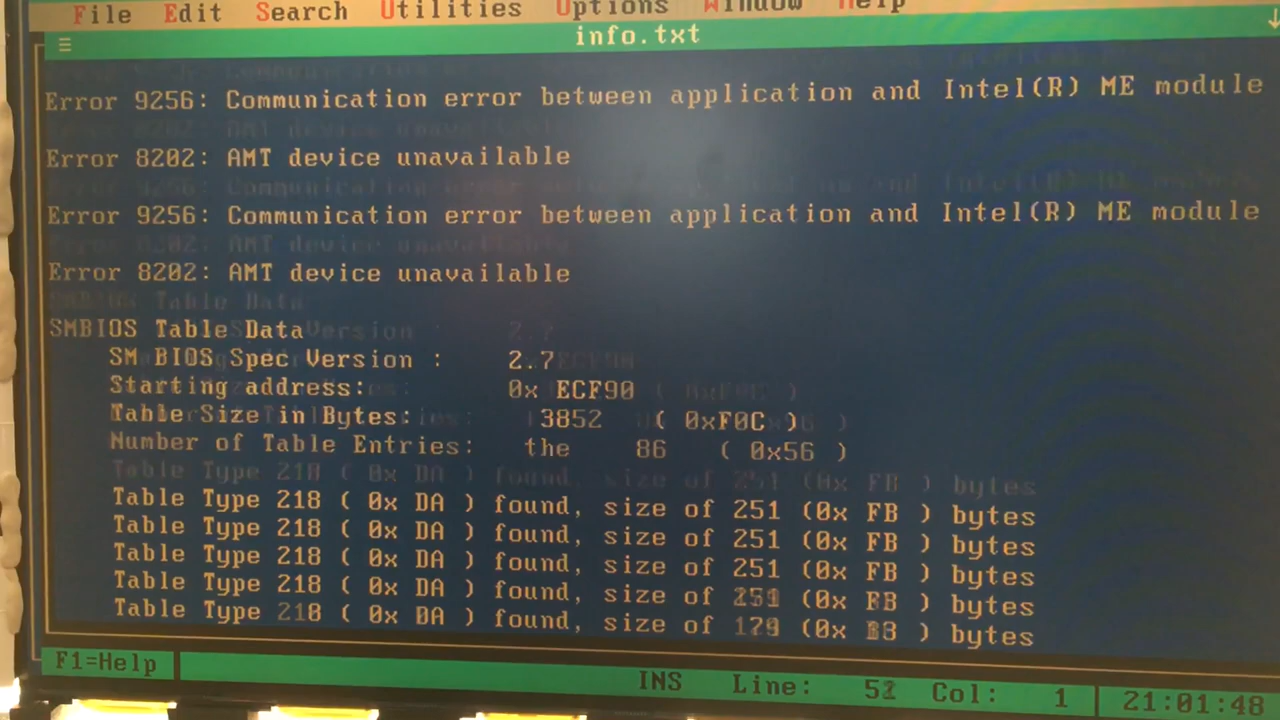 File Edit Search Utilities Options Window Help
info.txt
Error 9256: Communication error between application and Intel(R) ME module
Error 8202: AMT device unavailable
Error 9256: Communication error between application and Intel(R) ME module
Error 8202: AMT device unavailable
SMBIOS Table Data
SM BIOS Spec Version : 2.7
Starting address: 0x ECF90
Table Size in Bytes: 3852 ( 0xF0C )
Number of Table Entries: the 86 ( 0x56 )
Table Type 218 ( 0x DA ) found, size of 251 (0x FB ) bytes
Table Type 218 ( 0x DA ) found, size of 251 (0x FB ) bytes
Table Type 218 ( 0x DA ) found, size of 251 (0x FB ) bytes
Table Type 218 ( 0x DA ) found, size of (0x ) bytes
Table Type 218 ( 0x ) found, size of (0x ) bytes
F1=Help INS Line: Col: 1 21:01:48